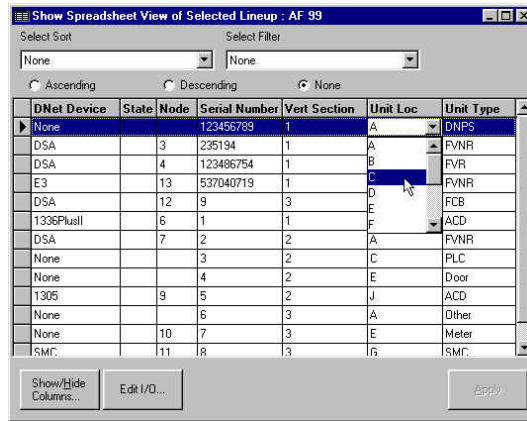 Show Spreadsheet View of Selected Lineup : AF 99
Select Sort Select Filter
None None
Ascending Descending None
DNet Device State Node Serial Number Vert Section Unit Loc Unit Type
None 123456789 1 A DNPS
DSA 3 235194 1 A FVNR
DSA 4 123486754 1 B FVR
E3 13 537040719 1 C FVNR
DSA 12 9 3 D FCB
1336PlusII 6 1 1 E ACD
F
DSA 7 2 2 A FVNR
None 3 2 C PLC
None 4 2 E Door
1305 9 5 2 J ACD
None 6 3 A Other
None 10 7 3 E Meter
SMC 11 8 3 G SMC
Show/Hide Columns... Edit I/O... Apply